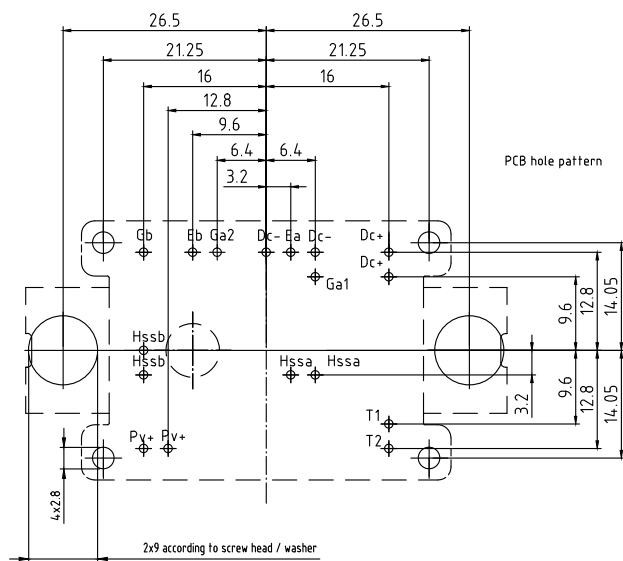 26.5 26.5
21.25 21.25
16 16
12.8
9.6
6.4 6.4
3.2
PCB hole pattern
Gb Eb Ga2 Dc- Ea Dc- Dc+
Dc+
Ga1
9.6 12.8 14.05
Hssb
Hssb Hssa Hssa
3.2 9.6 12.8 14.05
T1
Pv+ Pv+ T2
4x2.8
2x9 according to screw head / washer